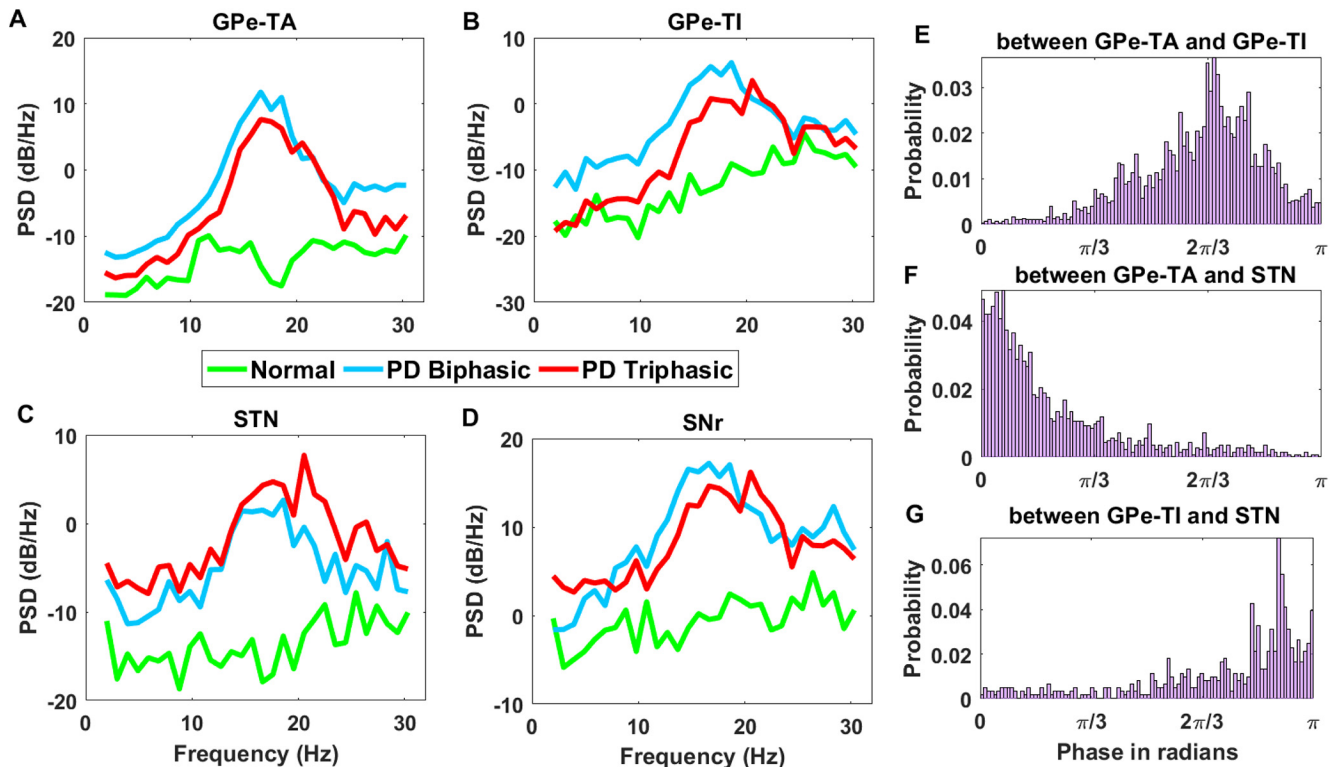 A
GPe-TA
20
10
0
-10
-20
PSD (dB/Hz)
0
10
20
30
B
GPe-TI
10
0
-10
-20
-30
PSD (dB/Hz)
0
10
20
30
Normal
PD Biphasic
PD Triphasic
C
STN
10
0
-10
-20
PSD (dB/Hz)
0
10
20
30
Frequency (Hz)
D
SNr
20
10
0
-10
PSD (dB/Hz)
0
10
20
30
Frequency (Hz)
E
between GPe-TA and GPe-TI
0.03
0.02
0.01
0
Probability
0
π/3
2π/3
π
F
between GPe-TA and STN
0.04
0.02
0
Probability
0
π/3
2π/3
π
G
between GPe-TI and STN
0.06
0.04
0.02
0
Probability
0
π/3
2π/3
π
Phase in radians